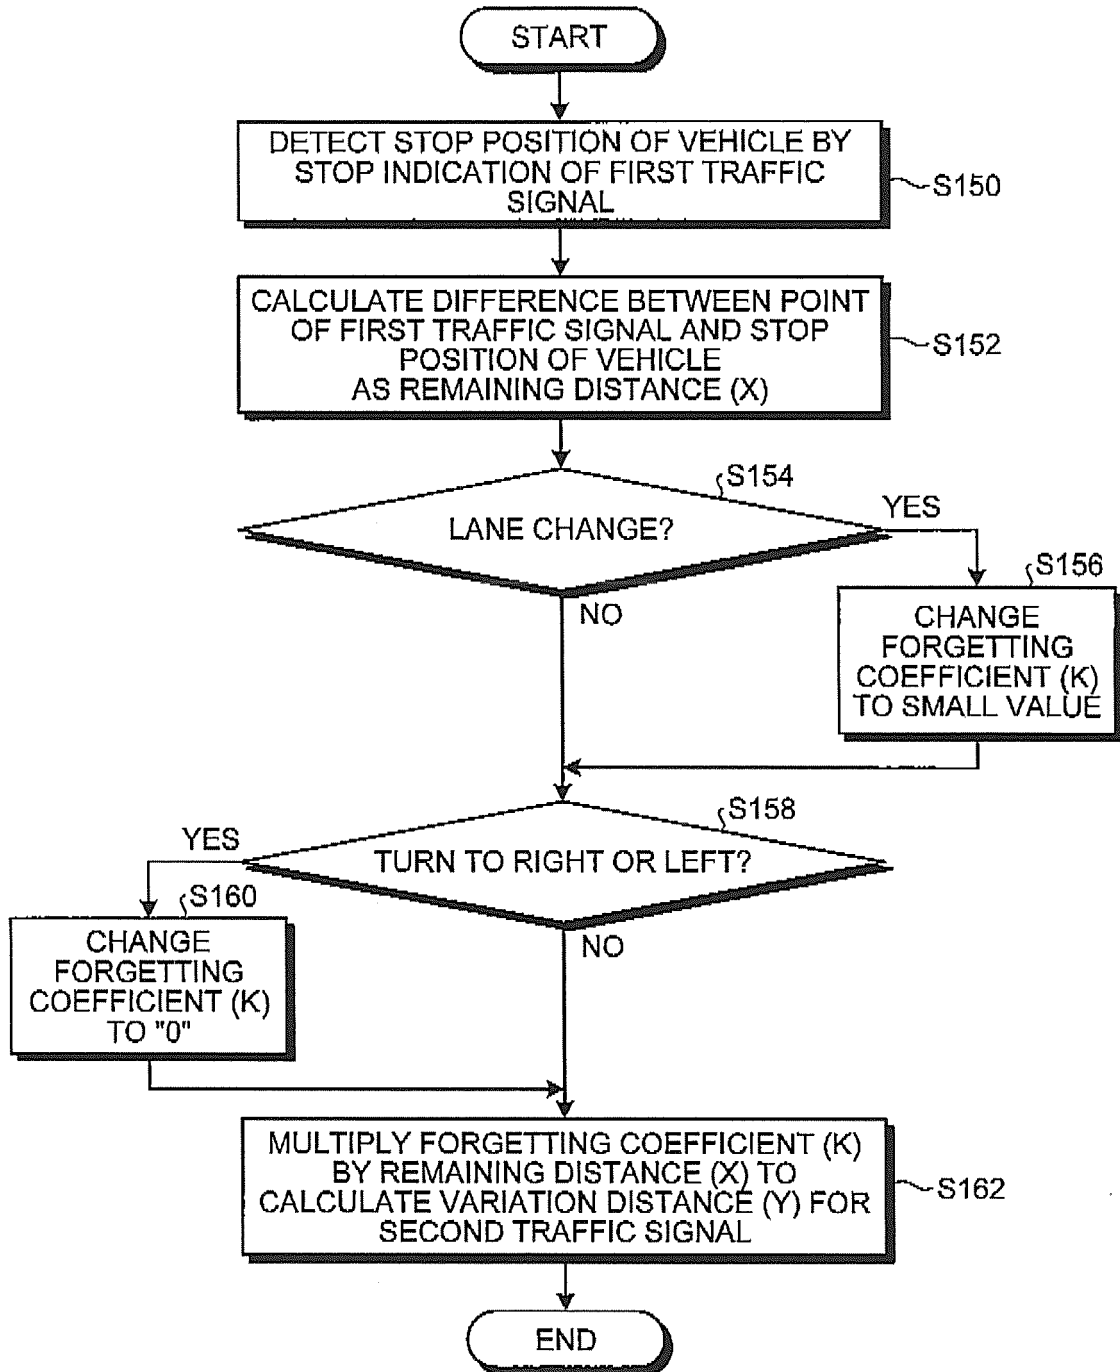 START
DETECT STOP POSITION OF VEHICLE BY
STOP INDICATION OF FIRST TRAFFIC
SIGNAL
S150
CALCULATE DIFFERENCE BETWEEN POINT
OF FIRST TRAFFIC SIGNAL AND STOP
POSITION OF VEHICLE
AS REMAINING DISTANCE (X)
S152
S154
LANE CHANGE?
YES
NO
S156
CHANGE
FORGETTING
COEFFICIENT (K)
TO SMALL VALUE
S158
TURN TO RIGHT OR LEFT?
YES
NO
S160
CHANGE
FORGETTING
COEFFICIENT (K)
TO "0"
MULTIPLY FORGETTING COEFFICIENT (K)
BY REMAINING DISTANCE (X) TO
CALCULATE VARIATION DISTANCE (Y) FOR
SECOND TRAFFIC SIGNAL
S162
END